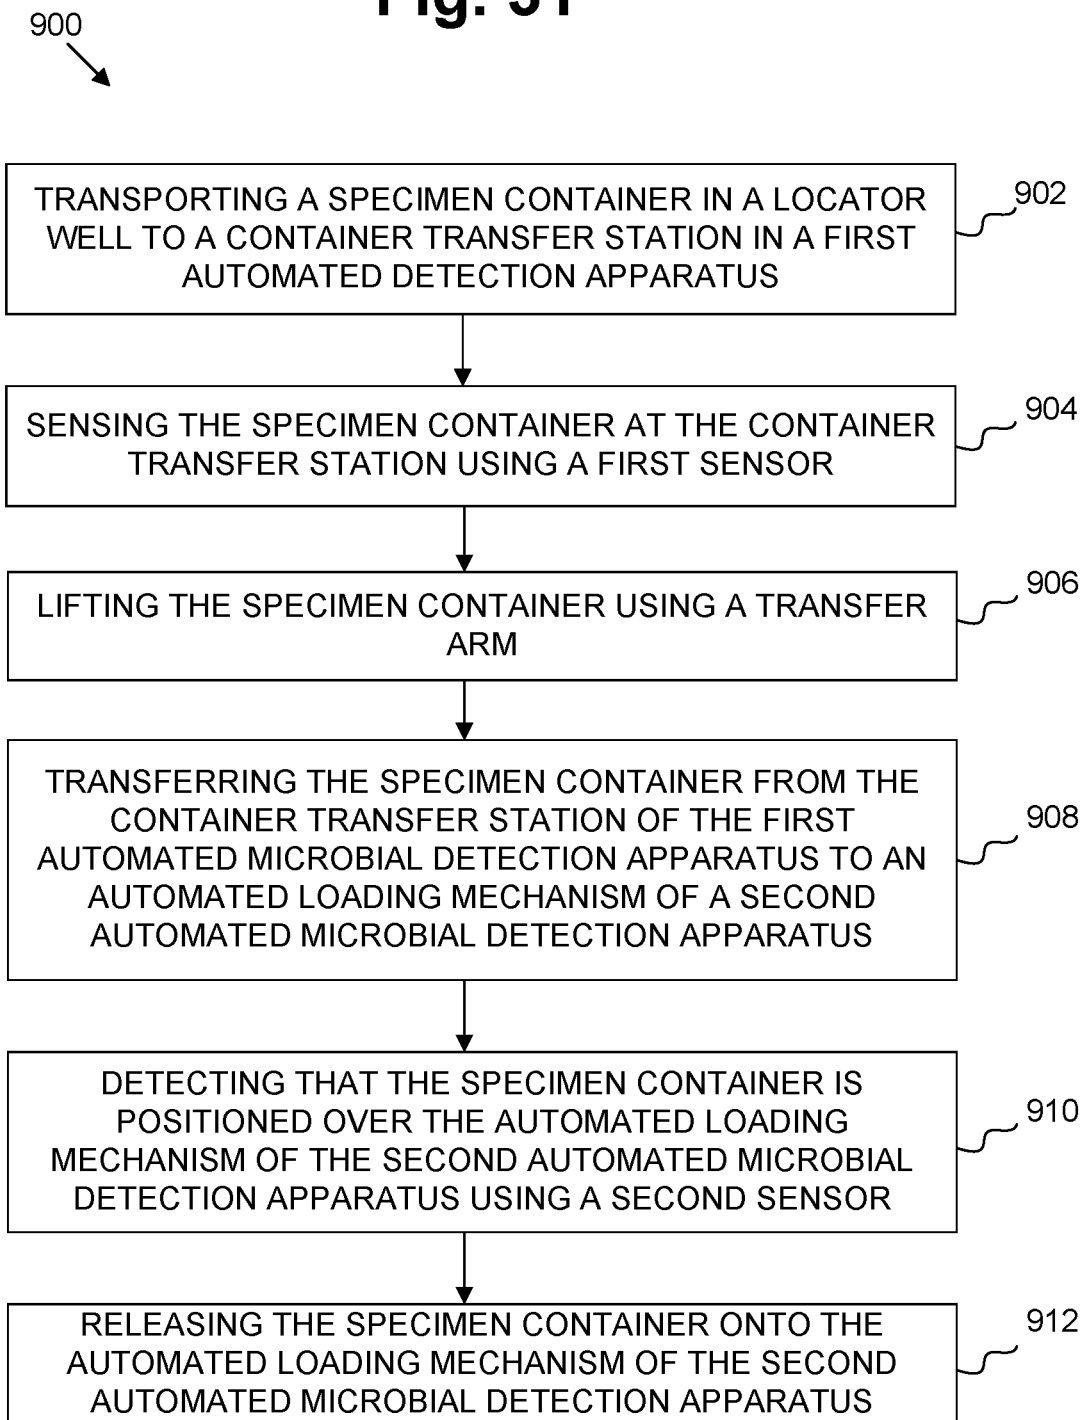 Fig. 31
900
TRANSPORTING A SPECIMEN CONTAINER IN A LOCATOR
WELL TO A CONTAINER TRANSFER STATION IN A FIRST
AUTOMATED DETECTION APPARATUS
902
SENSING THE SPECIMEN CONTAINER AT THE CONTAINER
TRANSFER STATION USING A FIRST SENSOR
904
LIFTING THE SPECIMEN CONTAINER USING A TRANSFER
ARM
906
TRANSFERRING THE SPECIMEN CONTAINER FROM THE
CONTAINER TRANSFER STATION OF THE FIRST
AUTOMATED MICROBIAL DETECTION APPARATUS TO AN
AUTOMATED LOADING MECHANISM OF A SECOND
AUTOMATED MICROBIAL DETECTION APPARATUS
908
DETECTING THAT THE SPECIMEN CONTAINER IS
POSITIONED OVER THE AUTOMATED LOADING
MECHANISM OF THE SECOND AUTOMATED MICROBIAL
DETECTION APPARATUS USING A SECOND SENSOR
910
RELEASING THE SPECIMEN CONTAINER ONTO THE
AUTOMATED LOADING MECHANISM OF THE SECOND
AUTOMATED MICROBIAL DETECTION APPARATUS
912